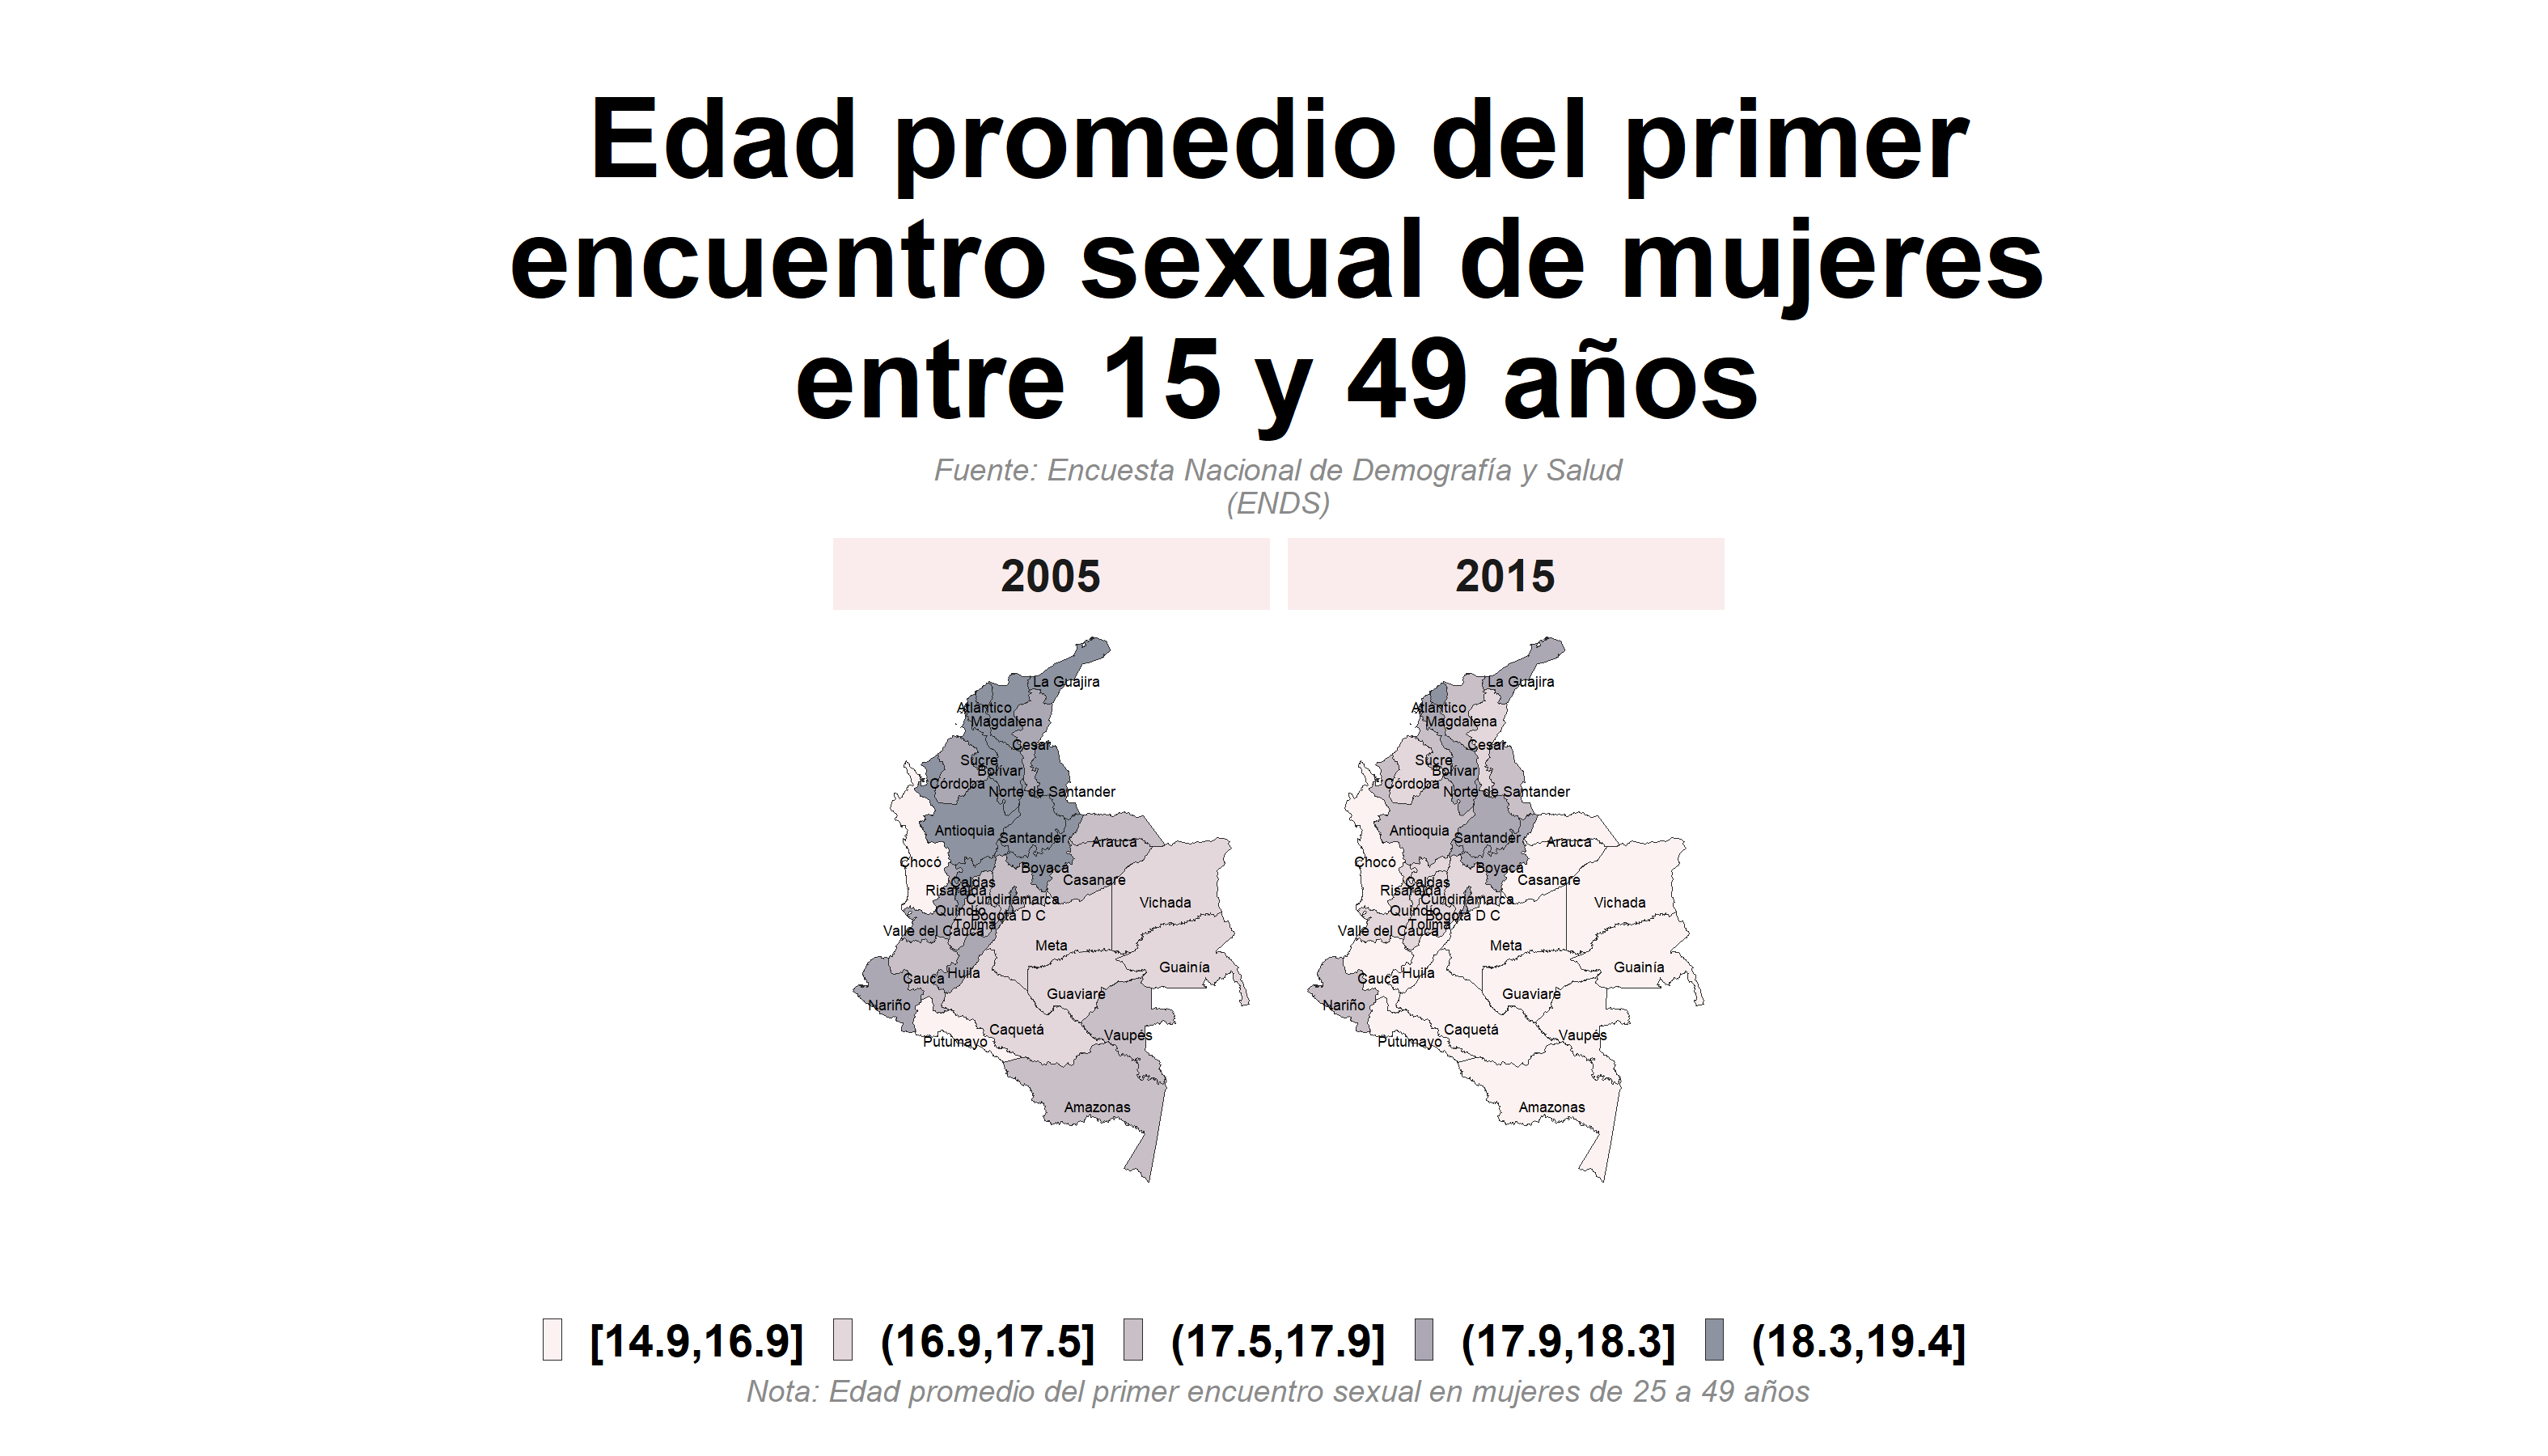 Edad promedio del primer
encuentro sexual de mujeres
entre 15 y 49 años
Fuente: Encuesta Nacional de Demografía y Salud
(ENDS)
2005
2015
La Guajira
Atlántico
Magdalena
Cesar
Sucre
Bolívar
Córdoba
Norte de Santander
Antioquia
Santander
Arauca
Chocó
Boyacá
Caldas
Casanare
Risaralda
Cundinamarca
Vichada
Quindío
Bogotá D C
Tolima
Valle del Cauca
Meta
Guainía
Huila
Cauca
Guaviare
Nariño
Caquetá
Vaupés
Putumayo
Amazonas
La Guajira
Atlántico
Magdalena
Cesar
Sucre
Bolívar
Córdoba
Norte de Santander
Antioquia
Santander
Arauca
Chocó
Boyacá
Caldas
Casanare
Risaralda
Cundinamarca
Vichada
Quindío
Bogotá D C
Tolima
Valle del Cauca
Meta
Guainía
Huila
Cauca
Guaviare
Nariño
Caquetá
Vaupés
Putumayo
Amazonas
[14.9,16.9] (16.9,17.5] (17.5,17.9] (17.9,18.3] (18.3,19.4]
Nota: Edad promedio del primer encuentro sexual en mujeres de 25 a 49 años